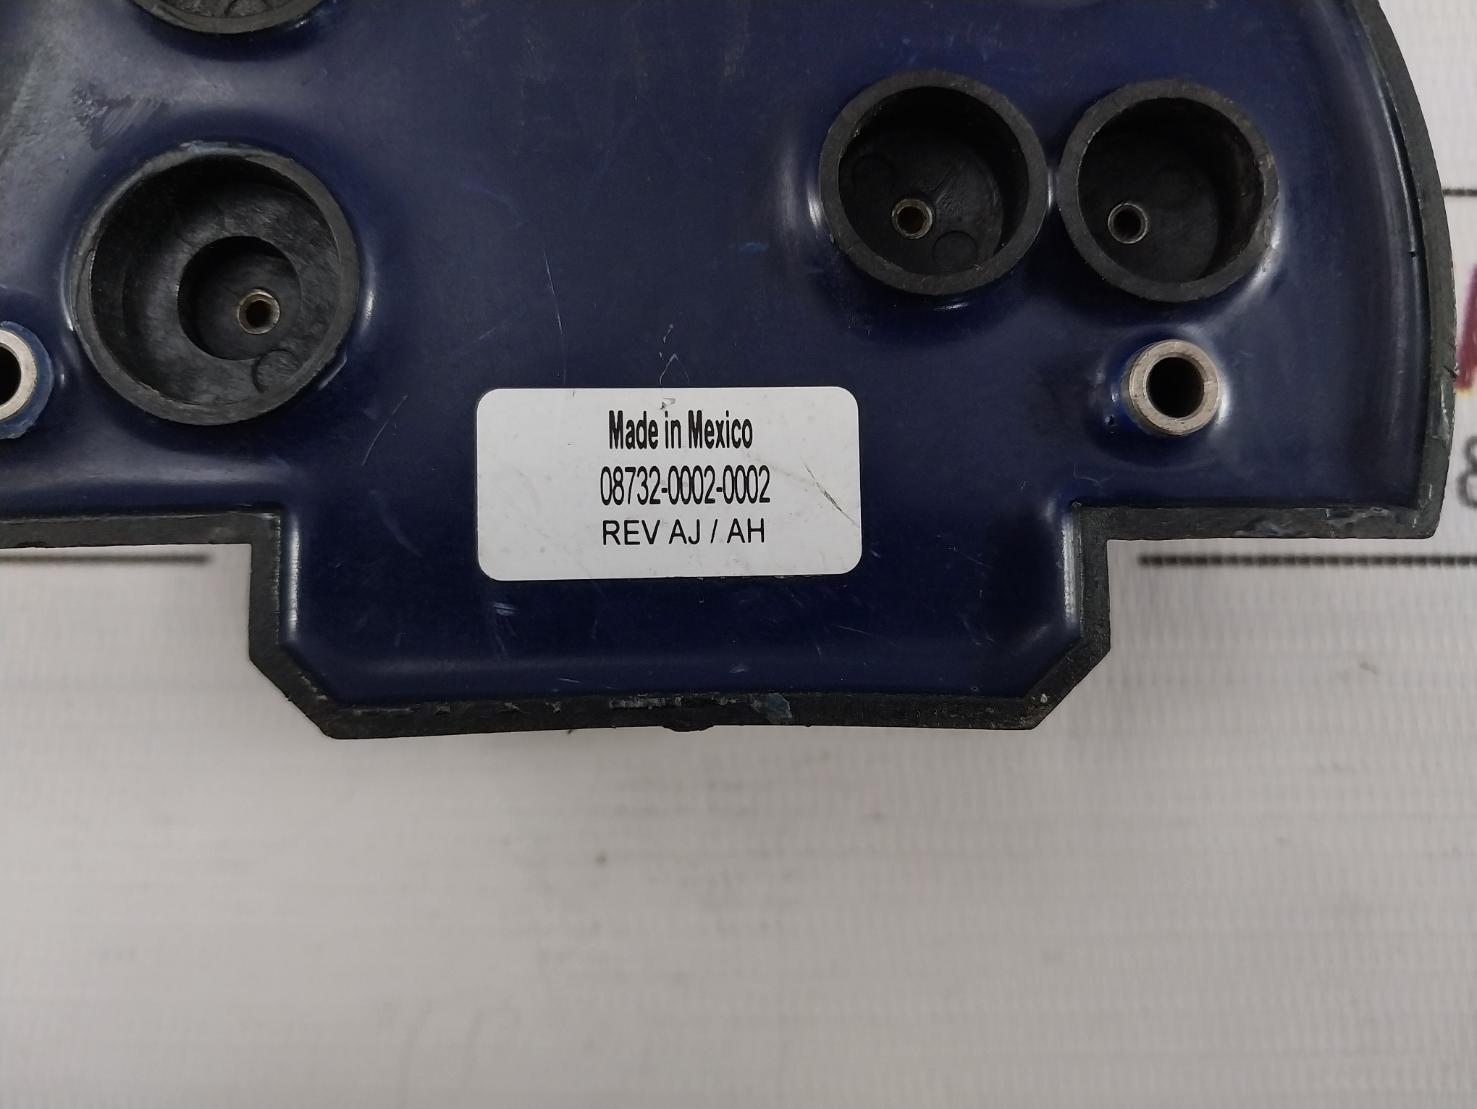 Made in Mexico
08732-0002-0002
REV AJ / AH